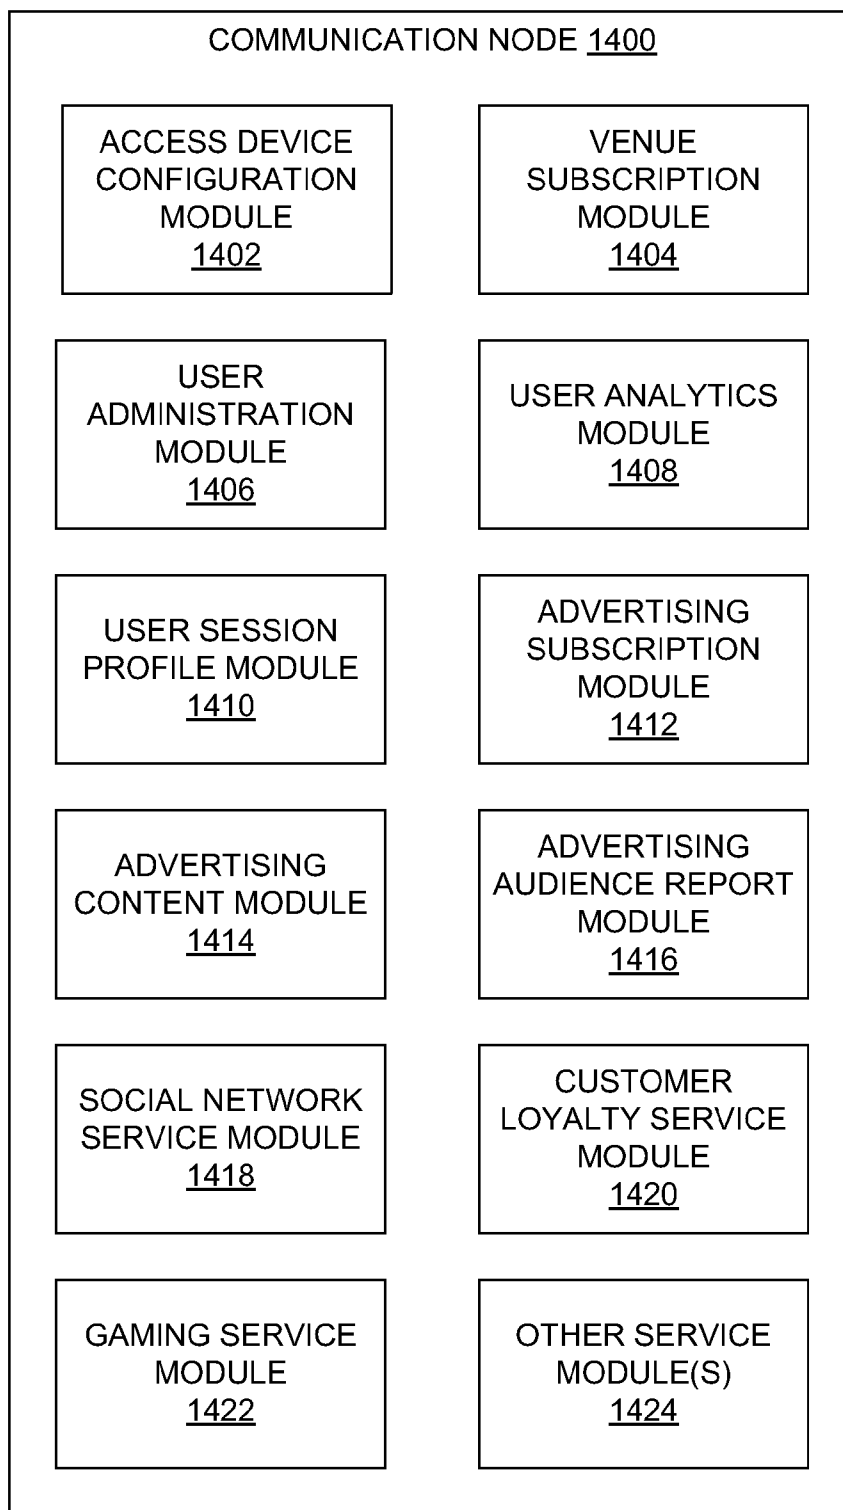 COMMUNICATION NODE 1400
ACCESS DEVICE
CONFIGURATION
MODULE
1402
VENUE
SUBSCRIPTION
MODULE
1404
USER
ADMINISTRATION
MODULE
1406
USER ANALYTICS
MODULE
1408
USER SESSION
PROFILE MODULE
1410
ADVERTISING
SUBSCRIPTION
MODULE
1412
ADVERTISING
CONTENT MODULE
1414
ADVERTISING
AUDIENCE REPORT
MODULE
1416
SOCIAL NETWORK
SERVICE MODULE
1418
CUSTOMER
LOYALTY SERVICE
MODULE
1420
GAMING SERVICE
MODULE
1422
OTHER SERVICE
MODULE(S)
1424